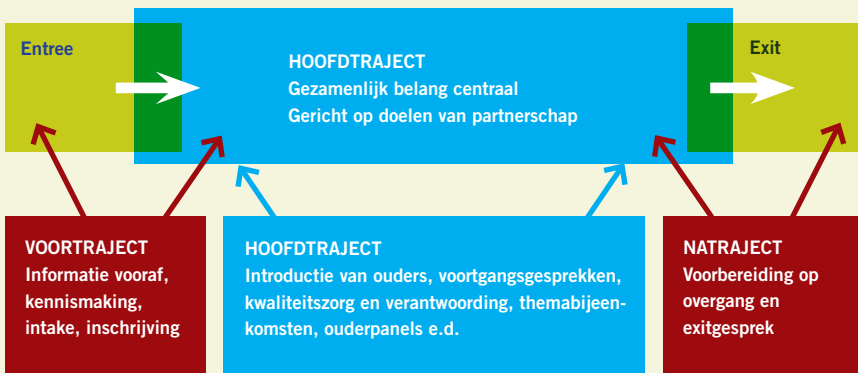 Entree
HOOFDTRAJECT
Gezamenlijk belang centraal
Gericht op doelen van partnerschap
Exit
VOORTRAJECT
Informatie vooraf,
kennismaking,
intake, inschrijving
HOOFDTRAJECT
Introductie van ouders, voortgangsgesprekken,
kwaliteitszorg en verantwoording, themabijeen-
komsten, ouderpanels e.d.
NATRAJECT
Voorbereiding op
overgang en
exitgesprek